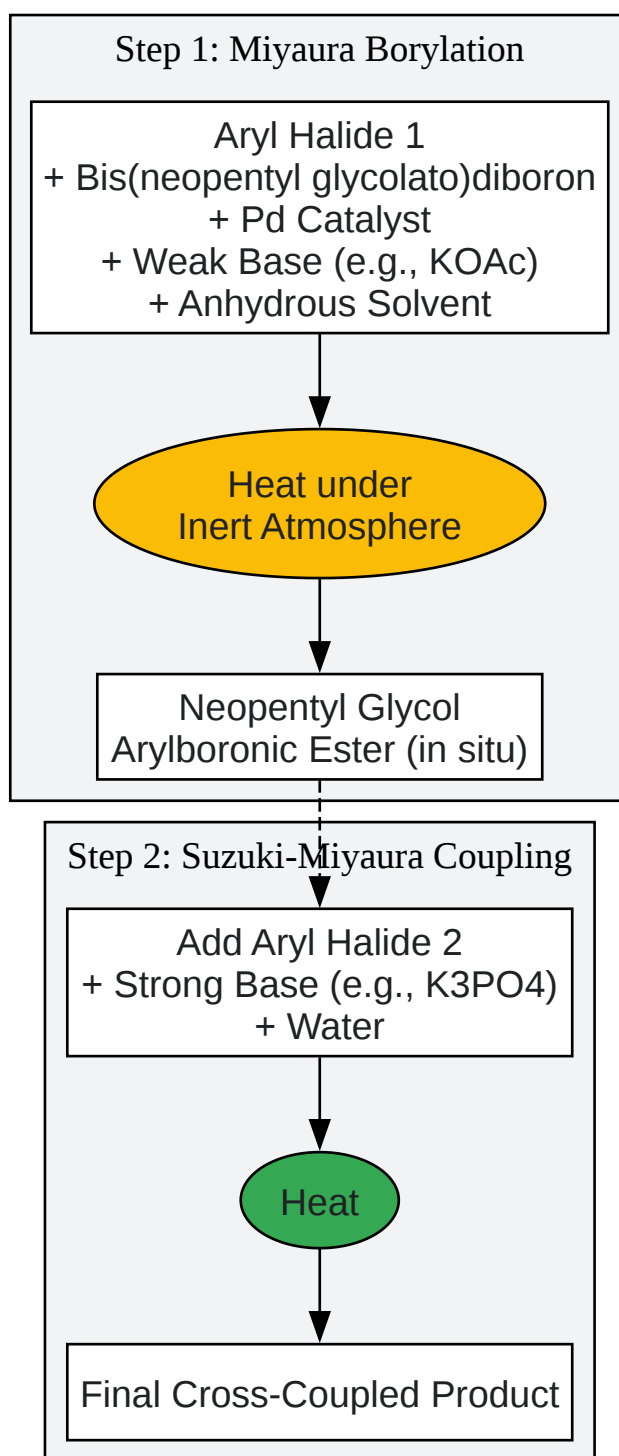 Step 1: Miyaura Borylation
Aryl Halide 1
+ Bis(neopentyl glycolato)diboron
+ Pd Catalyst
+ Weak Base (e.g., KOAc)
+ Anhydrous Solvent
Heat under
Inert Atmosphere
Neopentyl Glycol
Arylboronic Ester (in situ)
Step 2: Suzuki-Miyaura Coupling
Add Aryl Halide 2
+ Strong Base (e.g., K3PO4)
+ Water
Heat
Final Cross-Coupled Product